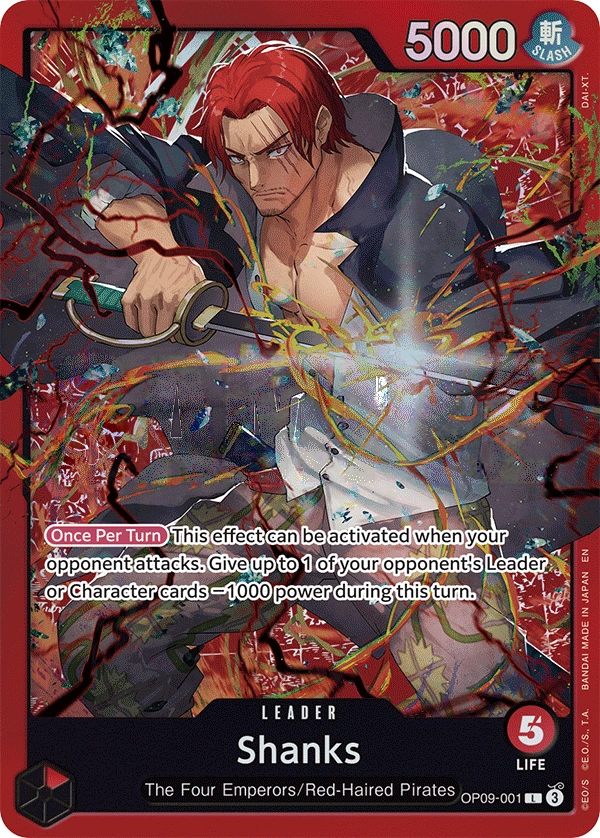 5000
斬
SLASH
DAI-XT.
Once Per Turn This effect can be activated when your
opponent attacks. Give up to 1 of your opponent's Leader
or Character cards −1000 power during this turn.
LEADER
Shanks
5
LIFE
The Four Emperors/Red-Haired Pirates
OP09-001 L 3
©EO/S ©E.O./S., T.A. BANDAI MADE IN JAPAN EN